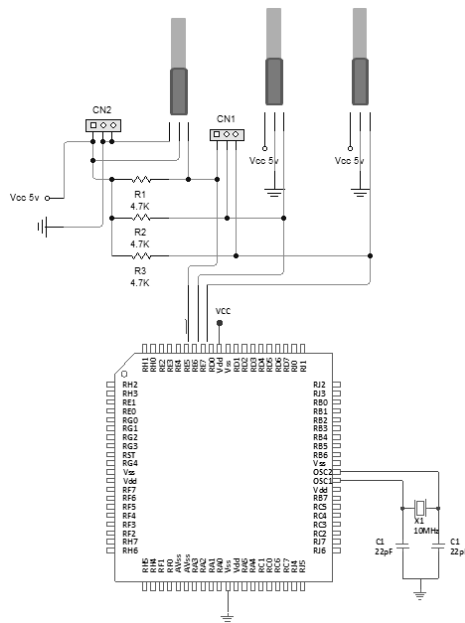 CN2
CN1
Vcc 5v
Vcc 5v
Vcc 5v
R1
4.7K
R2
4.7K
R3
4.7K
VCC
RH1
RH0
RE2
RE3
RE4
RE5
RE6
RE7
RD0
Vdd
Vss
RD1
RD2
RD3
RD4
RD5
RD6
RD7
RJ0
RJ1
RH2
RH3
RE1
RE0
RG0
RG1
RG2
RG3
RST
RG4
Vss
Vdd
RF7
RF6
RF5
RF4
RF3
RF2
RH7
RH6
RJ2
RJ3
RB0
RB1
RB2
RB3
RB4
RB5
RB6
Vss
OSC2
OSC1
Vdd
RB7
RC5
RC4
RC3
RC2
RJ7
RJ6
X1
10MHz
C1
22pF
C1
22pF
RH5
RH4
RF1
RF0
AVss
AVss
RA3
RA2
RA1
RA0
Vss
Vdd
RA5
RA4
RC1
RC0
RC6
RC7
RJ4
RJ5